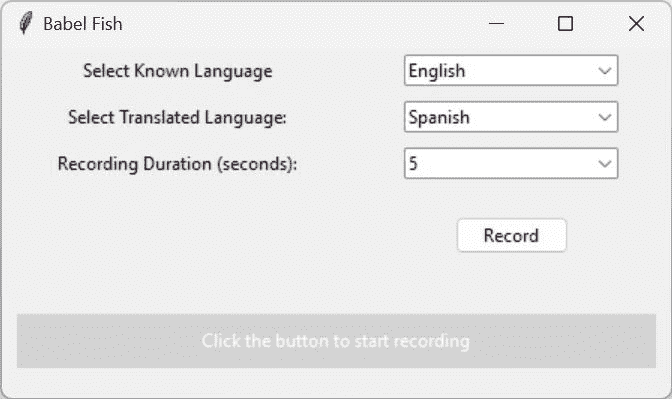 Babel Fish
Select Known Language
English
Select Translated Language:
Spanish
Recording Duration (seconds):
5
Record
Click the button to start recording